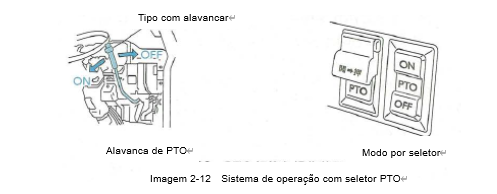 Tipo com alavancar
OFF
ON
ON
PTO
PTO
OFF
Alavanca de PTO
Modo por seletor
Imagem 2-12 Sistema de operação com seletor PTO